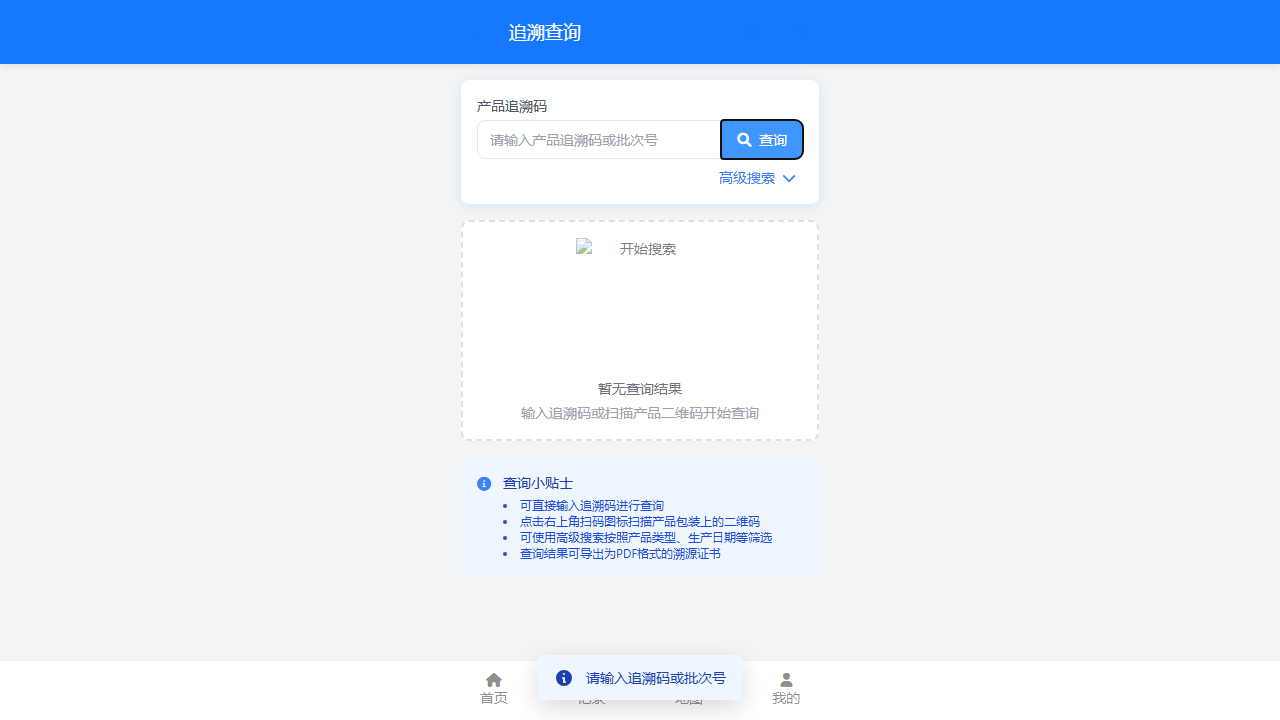 追溯查询
产品追溯码
请输入产品追溯码或批次号
查询
高级搜索
开始搜索
暂无查询结果
输入追溯码或扫描产品二维码开始查询
查询小贴士
可直接输入追溯码进行查询
点击右上角扫码图标扫描产品包装上的二维码
可使用高级搜索按照产品类型、生产日期等筛选
查询结果可导出为PDF格式的溯源证书
请输入追溯码或批次号
首页
记录
地图
我的